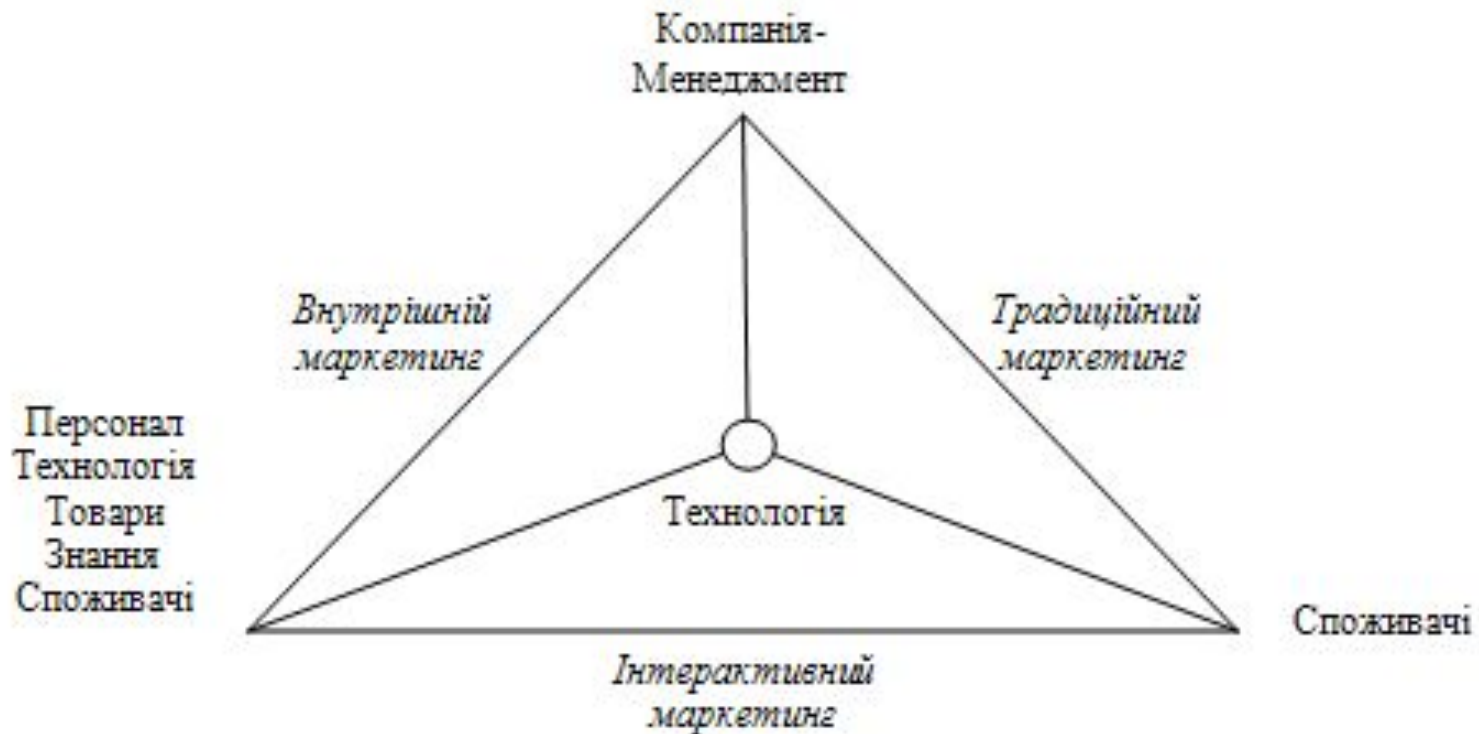 Компанія-
Менеджмент
Внутрішній
маркетинг
Традиційний
маркетинг
Персонал
Технологія
Товари
Знання
Споживачі
Технологія
Споживачі
Інтерактивний
маркетинг